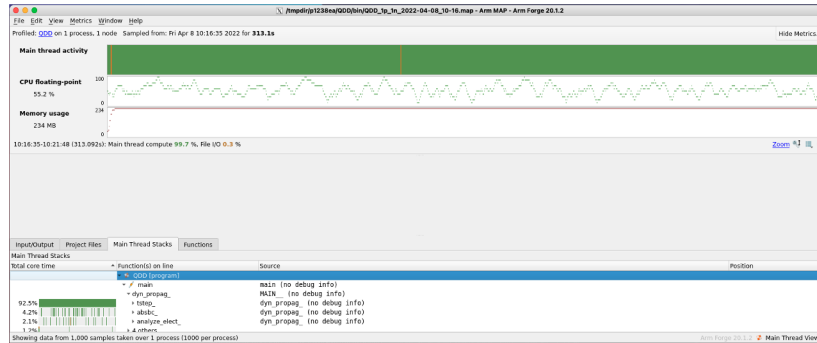 /tmpdir/p1238ea/QDD/bin/QDD_1p_1n_2022-04-08_10-16.map - Arm MAP - Arm Forge 20.1.2
File Edit View Metrics Window Help
Profiled: QDD on 1 process, 1 node Sampled from: Fri Apr 8 10:16:35 2022 for 313.1s Hide Metrics.
Main thread activity
CPU floating-point 100
55.2 % 0
Memory usage 234
234 MB 0
10:16:35-10:21:48 (313.092s): Main thread compute 99.7 %, File I/O 0.3 % Zoom
Input/Output Project Files Main Thread Stacks Functions
Main Thread Stacks
Total core time Function(s) on line Source Position
QDD [program]
main main (no debug info)
dyn_propag_ MAIN__ (no debug info)
92.5% tstep_ dyn_propag_ (no debug info)
4.2% absbc_ dyn_propag_ (no debug info)
2.1% analyze_elect_ dyn_propag_ (no debug info)
1.2% 4 others
Showing data from 1,000 samples taken over 1 process (1000 per process) Arm Forge 20.1.2 Main Thread View